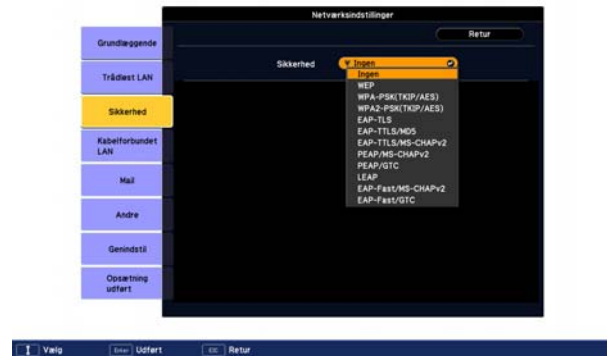 Netværksindstillinger
Retur
Grundlæggende
Trådløst LAN
Sikkerhed
Kabelforbundet
LAN
Mail
Andre
Genindstil
Opsætning
udført
Sikkerhed
Ingen
Ingen
WEP
WPA-PSK(TKIP/AES)
WPA2-PSK(TKIP/AES)
EAP-TLS
EAP-TTLS/MD5
EAP-TTLS/MS-CHAPv2
PEAP/MS-CHAPv2
PEAP/GTC
LEAP
EAP-Fast/MS-CHAPv2
EAP-Fast/GTC
Vælg Enter Udført ESC Retur